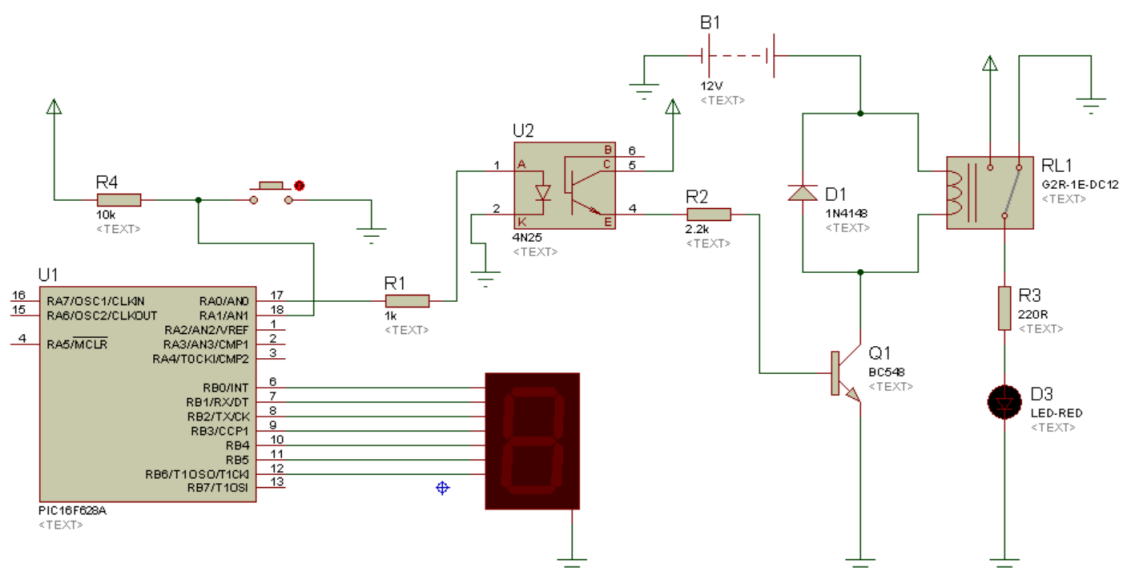 B1
12V
<TEXT>
U2
1
A
B
6
C
5
2
K
E
4
4N25
<TEXT>
R4
10k
<TEXT>
R2
2.2k
<TEXT>
D1
1N4148
<TEXT>
RL1
G2R-1E-DC12
<TEXT>
U1
16
RA7/OSC1/CLKIN
RA0/AN0
17
15
RA6/OSC2/CLKOUT
RA1/AN1
18
RA2/AN2/VREF
1
4
RA5/MCLR
RA3/AN3/CMP1
2
RA4/T0CKI/CMP2
3
RB0/INT
6
RB1/RX/DT
7
RB2/TX/CK
8
RB3/CCP1
9
RB4
10
RB5
11
RB6/T1OSO/T1CKI
12
RB7/T1OSI
13
PIC16F628A
<TEXT>
R1
1k
<TEXT>
R3
220R
<TEXT>
Q1
BC548
<TEXT>
D3
LED-RED
<TEXT>